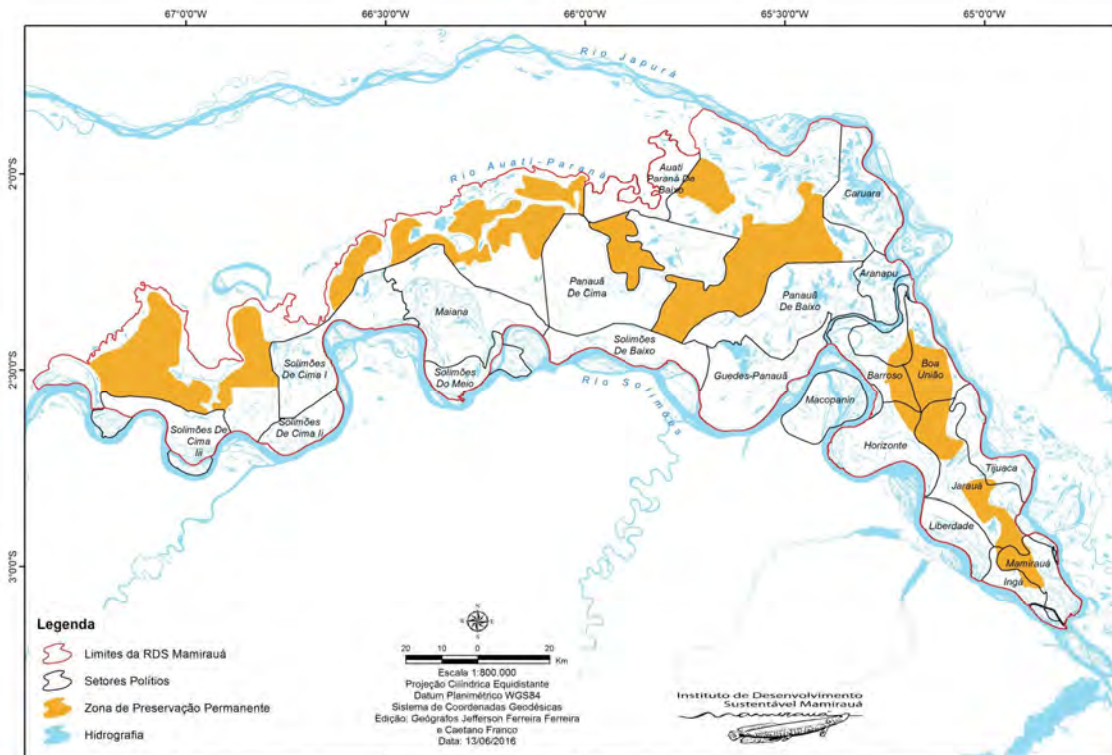 67°0'0"W
66°30'0"W
66°0'0"W
65°30'0"W
65°0'0"W
Rio Japurá
2°0'0"S
Rio Auati-Paraná
Auati
Paraná De
Baixo
Caruara
Aranapu
Panauã
De Cima
Panauã
De Baixo
Maiana
Solimões
De Cima I
Solimões
De Baixo
Boa
União
2°30'0"S
Solimões
Do Meio
Guedes-Panauã
Barroso
Rio Solimões
Macopanin
Solimões De
Cima
Iii
Solimões
De Cima Ii
Horizonte
Tijuaca
Jarauá
Liberdade
3°0'0"S
Mamirauá
Ingá
Legenda
Limites da RDS Mamirauá
Setores Polítios
Zona de Preservação Permanente
Hidrografia
20 10 0 20
Km
Escala 1:800.000
Projeção Cilíndrica Equidistante
Datum Planimétrico WGS84
Sistema de Coordenadas Geodésicas
Edição: Geógrafos Jefferson Ferreira Ferreira
e Caetano Franco
Data: 13/06/2016
Instituto de Desenvolvimento
Sustentável Mamirauá